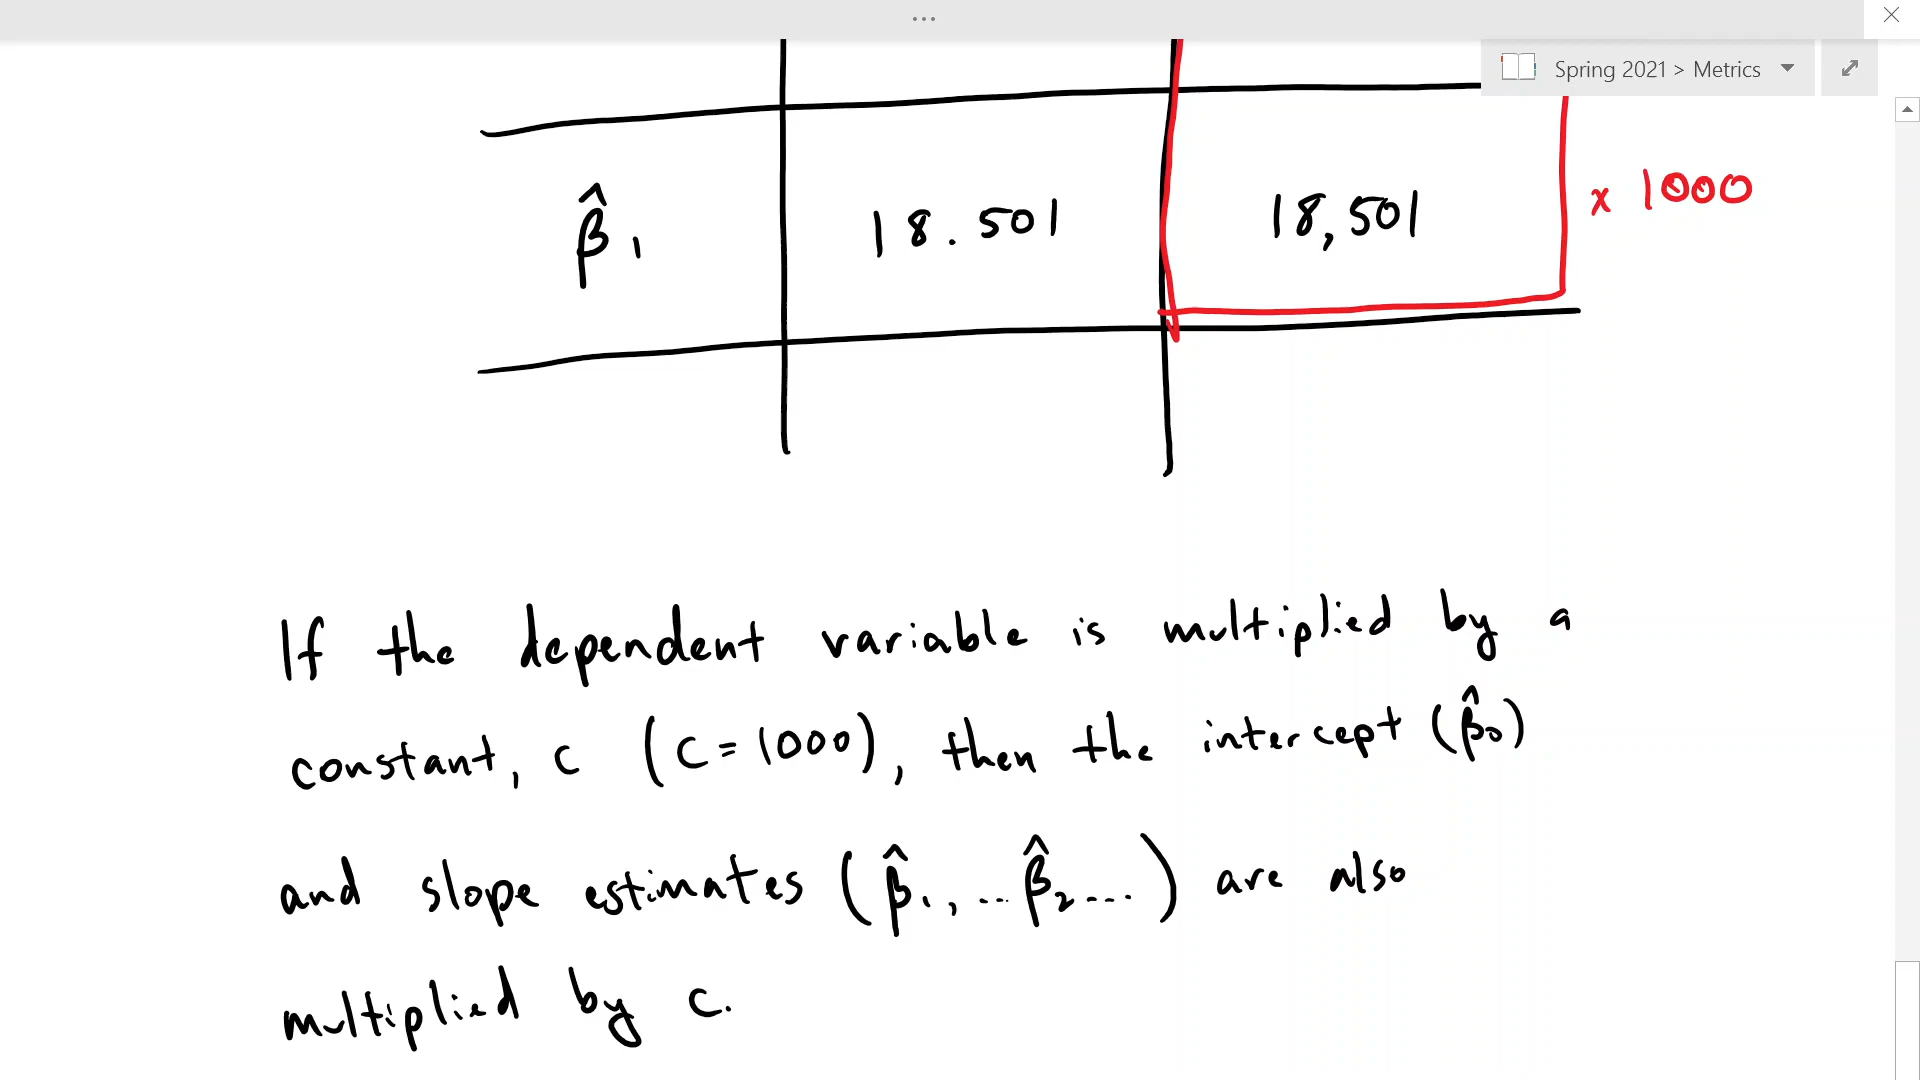 Spring 2021 > Metrics
β̂₁ 18.501 18,501 x 1000
If the dependent variable is multiplied by a
constant, c (c = 1000), then the intercept (β̂₀)
and slope estimates (β̂₁, ... β̂₂ ... ) are also
multiplied by c.